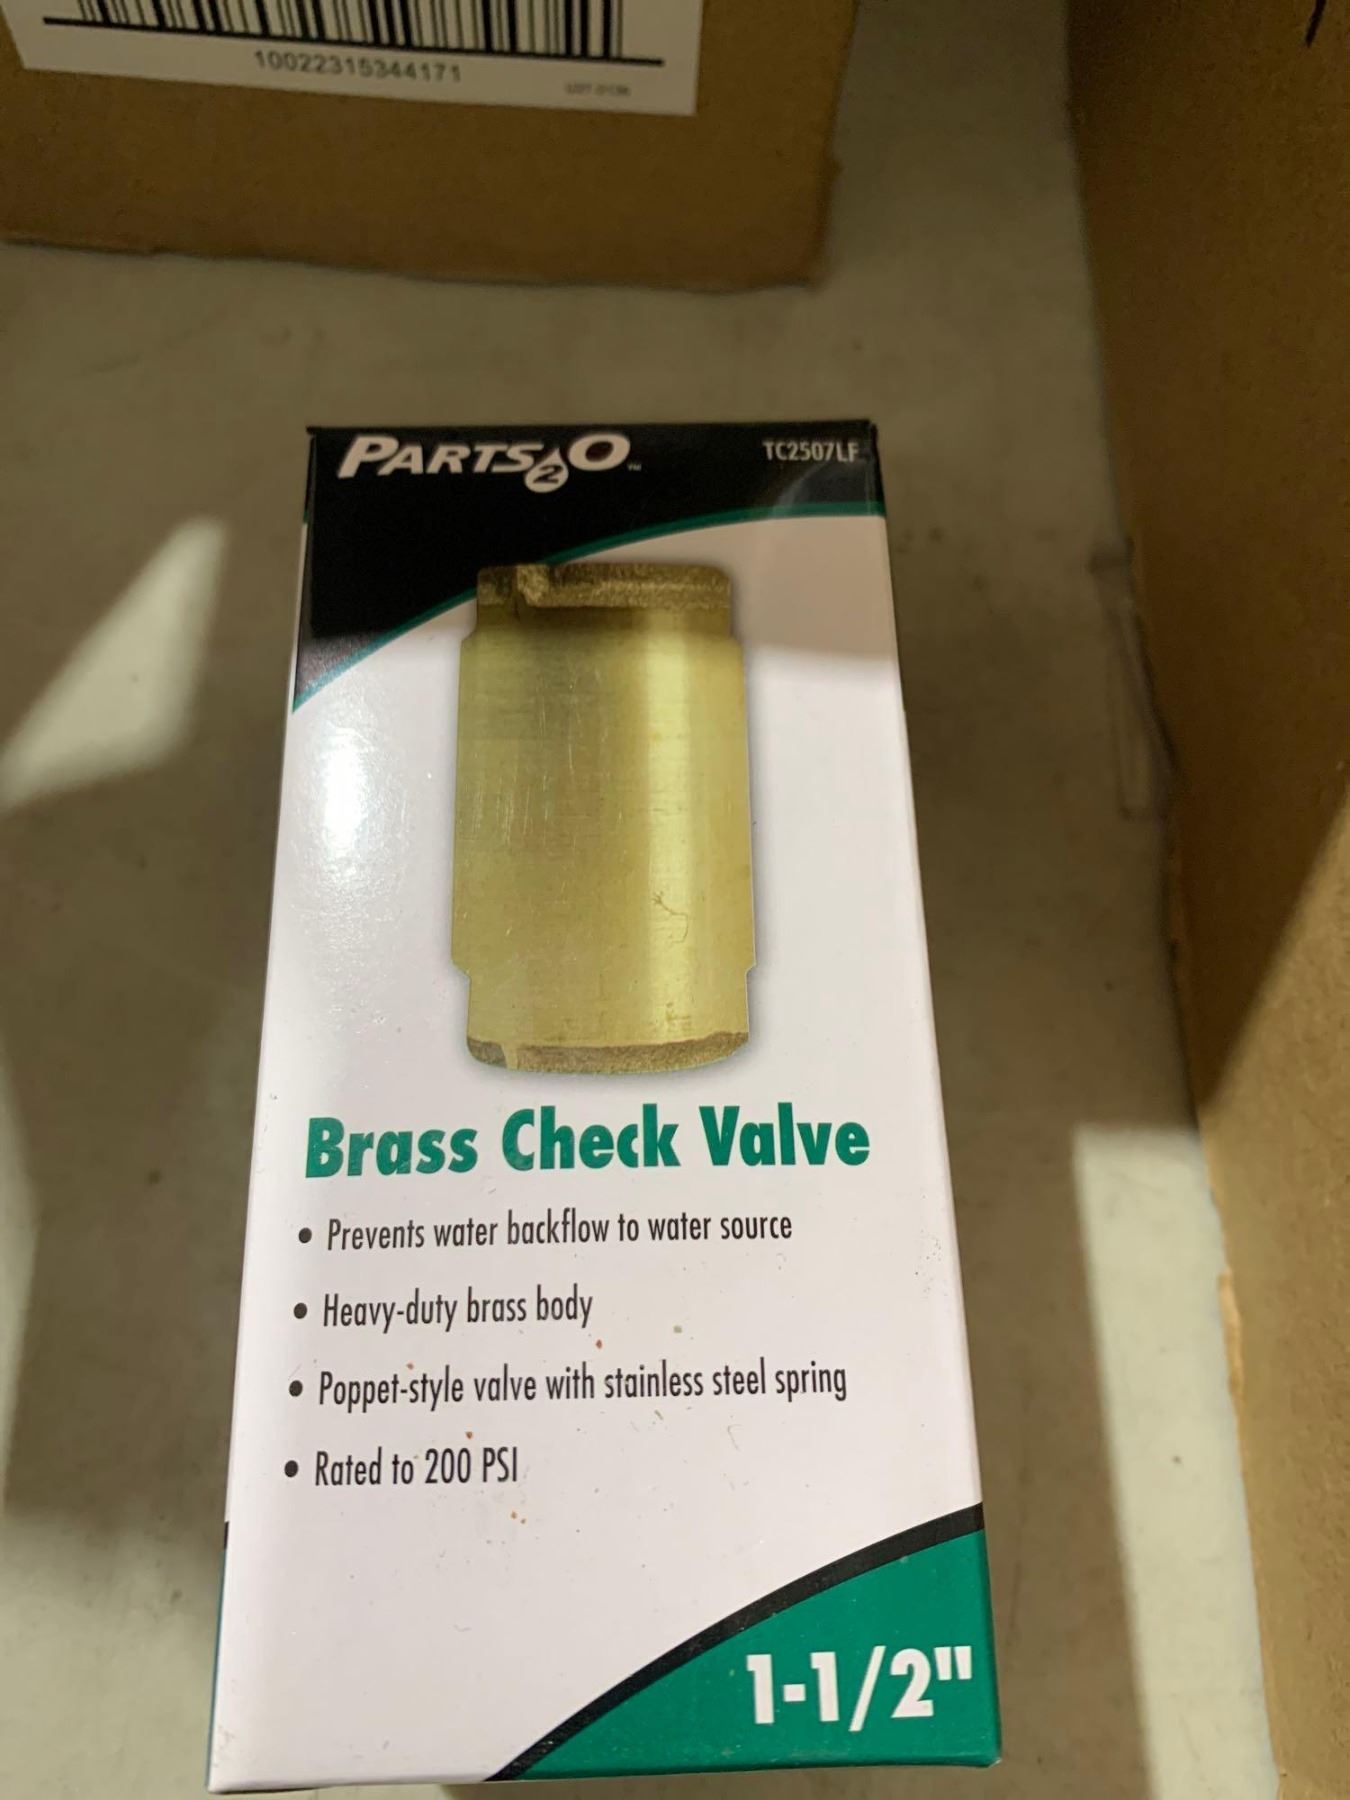 10022315344171
PARTS2O™
TC2507LF
Brass Check Valve
• Prevents water backflow to water source
• Heavy-duty brass body
• Poppet-style valve with stainless steel spring
• Rated to 200 PSI
1-1/2"